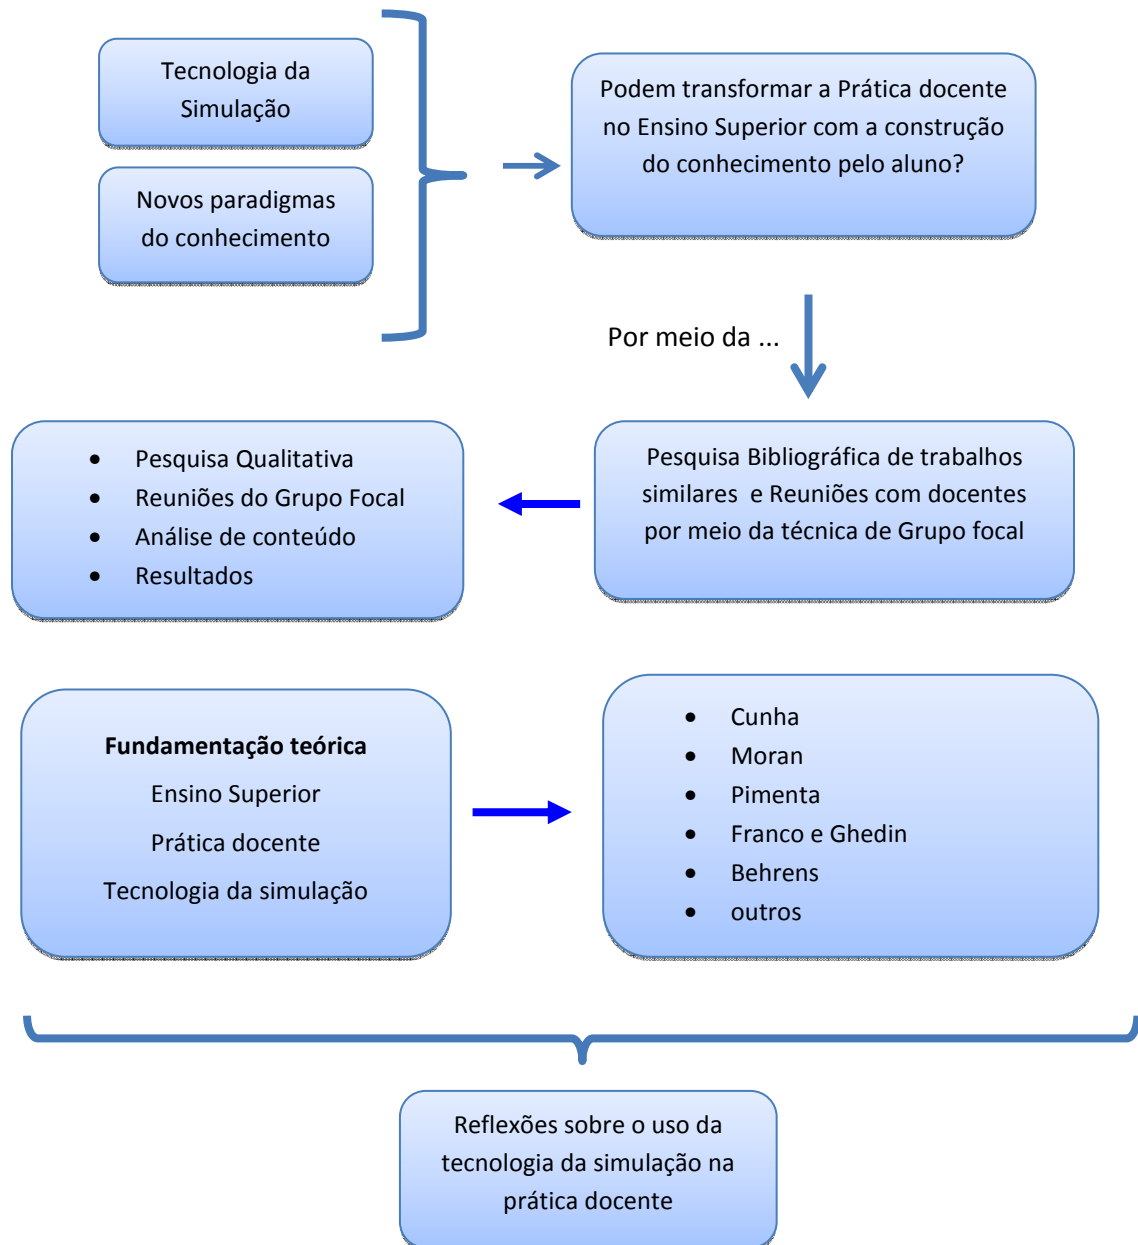 Tecnologia da
Simulação
Novos paradigmas
do conhecimento
Podem transformar a Prática docente
no Ensino Superior com a construção
do conhecimento pelo aluno?
Por meio da ...
Pesquisa Bibliográfica de trabalhos
similares e Reuniões com docentes
por meio da técnica de Grupo focal
• Pesquisa Qualitativa
• Reuniões do Grupo Focal
• Análise de conteúdo
• Resultados
Fundamentação teórica
Ensino Superior
Prática docente
Tecnologia da simulação
• Cunha
• Moran
• Pimenta
• Franco e Ghedin
• Behrens
• outros
Reflexões sobre o uso da
tecnologia da simulação na
prática docente